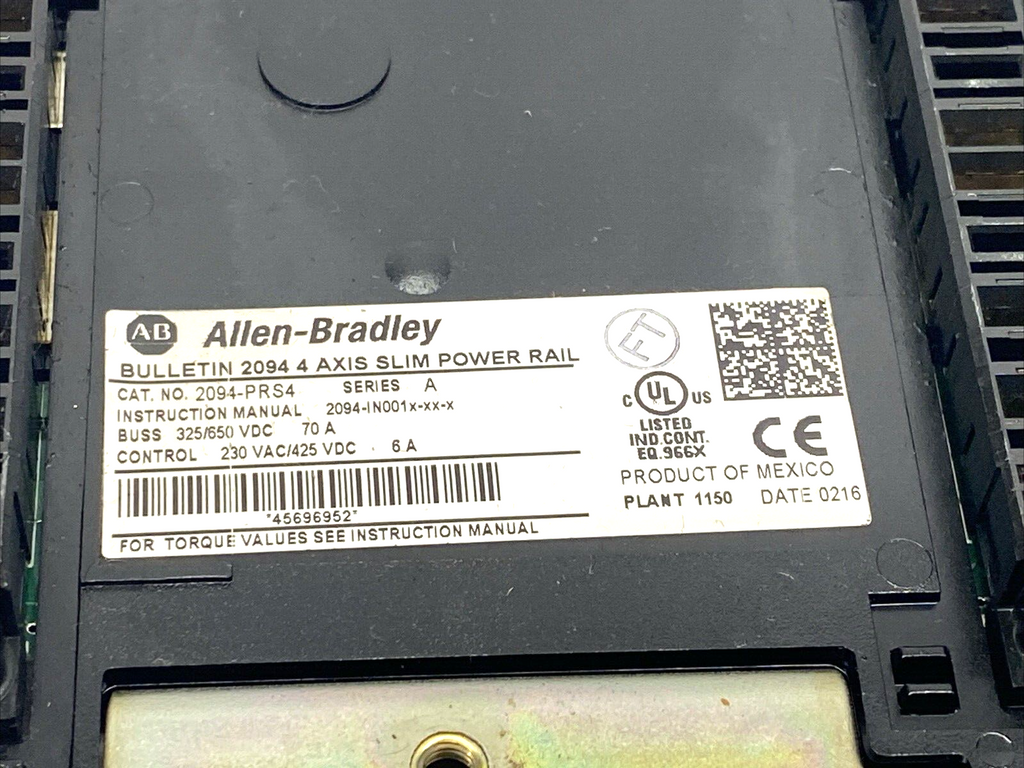 AB Allen-Bradley
BULLETIN 2094 4 AXIS SLIM POWER RAIL
CAT. NO. 2094-PRS4 SERIES A
INSTRUCTION MANUAL 2094-IN001x-xx-x
BUSS 325/650 VDC 70 A
CONTROL 230 VAC/425 VDC 6 A
*45696952*
FOR TORQUE VALUES SEE INSTRUCTION MANUAL
FT
C UL US
LISTED
IND.CONT.
EQ.966X
CE
PRODUCT OF MEXICO
PLANT 1150 DATE 0216